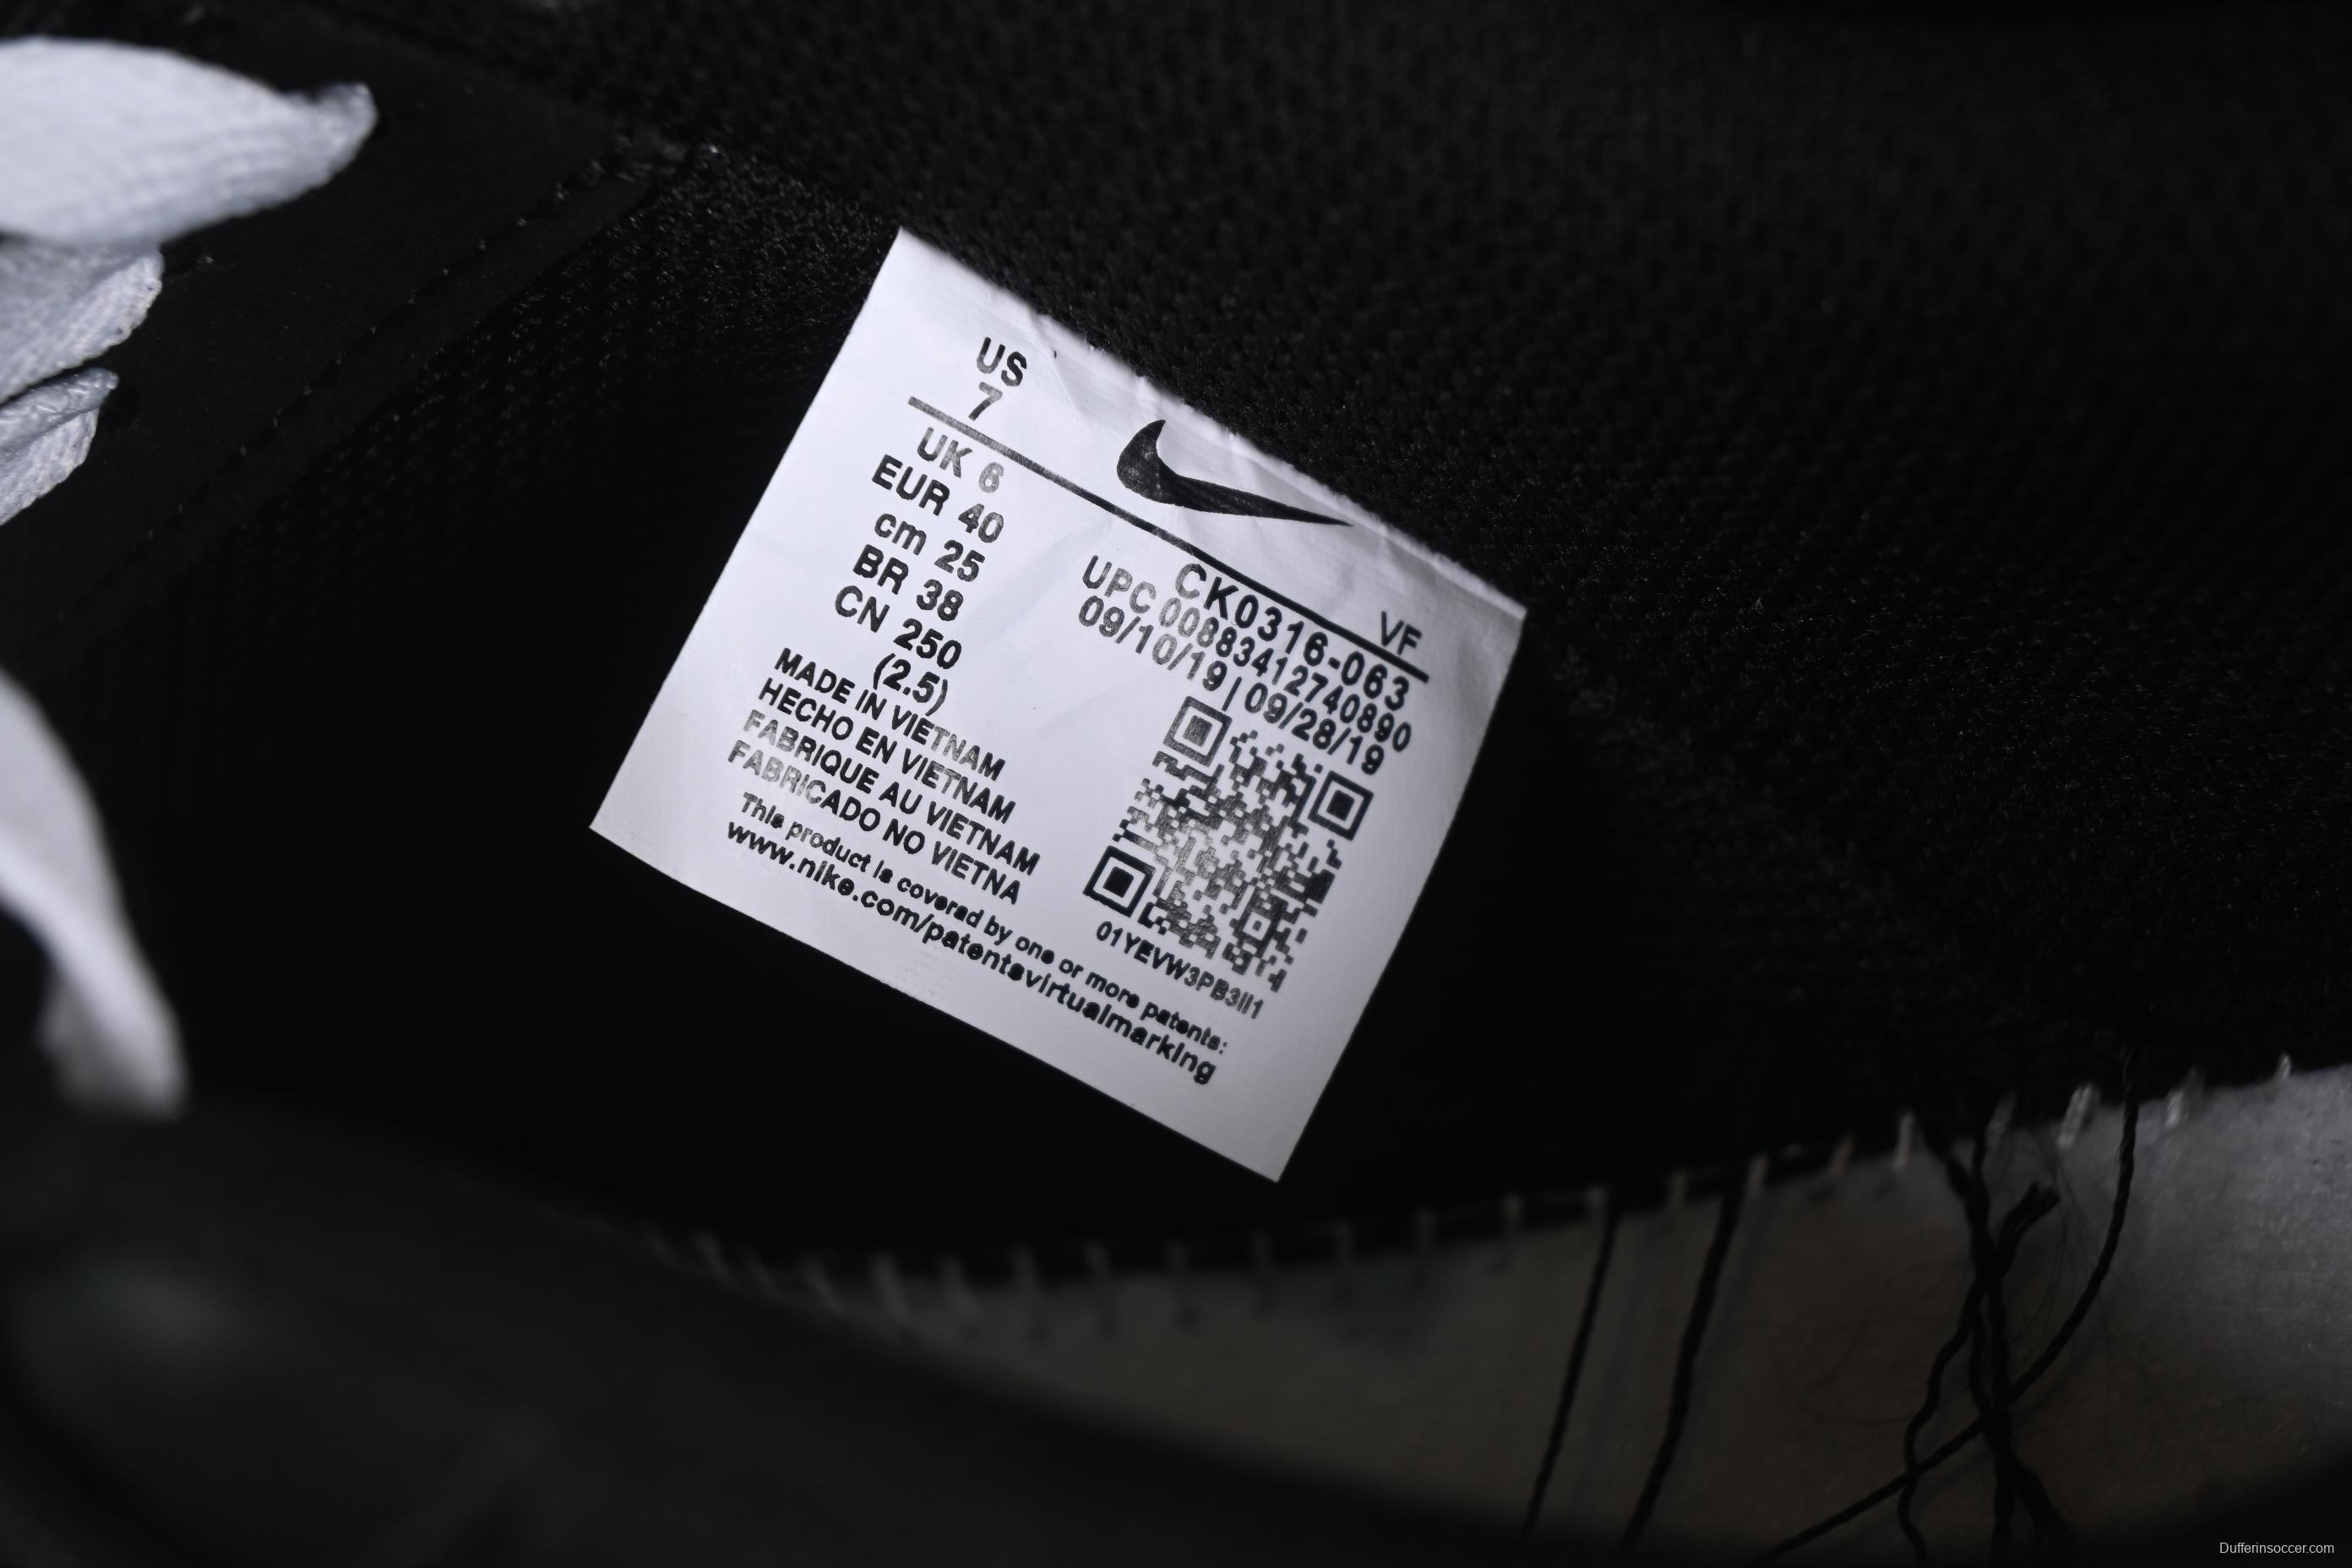 US
7
UK 6
EUR 40
cm 25
BR 38
CN 250
(2.5)
MADE IN VIETNAM
HECHO EN VIETNAM
FABRIQUE AU VIETNAM
FABRICADO NO VIETNA
This product is covered by one or more patents:
www.nike.com/patentsvirtualmarking
VF
CK0316-063
UPC 00883412740890
09/10/19 | 09/28/19
01YEVW3PB3II1
Dufferinsoccer.com